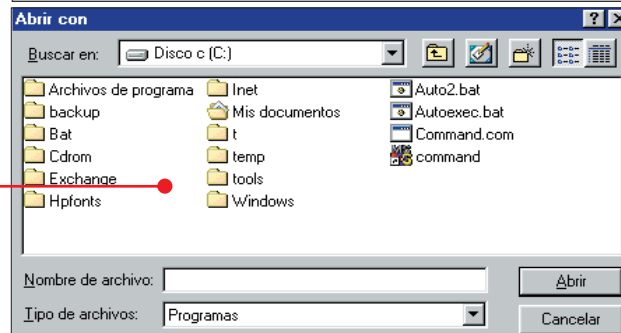 Abrir con
Buscar en: Disco c (C:)
Archivos de programa
backup
Bat
Cdrom
Exchange
Hpfonts
Inet
Mis documentos
t
temp
tools
Windows
Auto2.bat
Autoexec.bat
Command.com
command
Nombre de archivo:
Abrir
Tipo de archivos: Programas
Cancelar